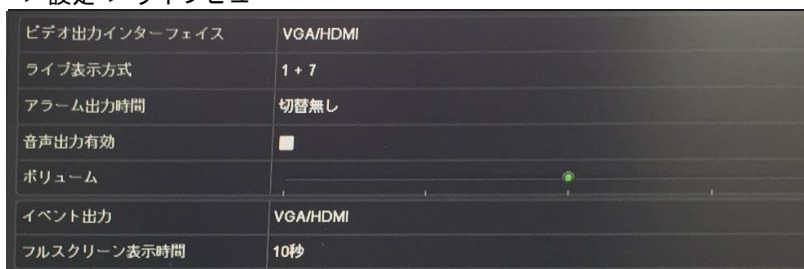 ビデオ出力インターフェイス VGA/HDMI
ライブ表示方式 1 + 7
アラーム出力時間 切替無し
音声出力有効
ボリューム
イベント出力 VGA/HDMI
フルスクリーン表示時間 10秒